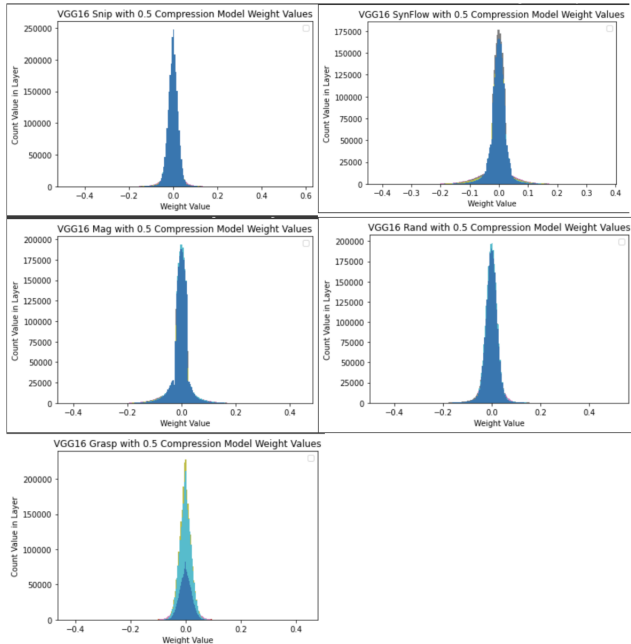 VGG16 Snip with 0.5 Compression Model Weight Values
250000
200000
150000
100000
50000
0
Count Value in Layer
−0.4 −0.2 0.0 0.2 0.4 0.6
Weight Value
VGG16 SynFlow with 0.5 Compression Model Weight Values
175000
150000
125000
100000
75000
50000
25000
0
Count Value in Layer
−0.4 −0.3 −0.2 −0.1 0.0 0.1 0.2 0.3 0.4
Weight Value
VGG16 Mag with 0.5 Compression Model Weight Values
200000
175000
150000
125000
100000
75000
50000
25000
0
Count Value in Layer
−0.4 −0.2 0.0 0.2 0.4
Weight Value
VGG16 Rand with 0.5 Compression Model Weight Values
200000
175000
150000
125000
100000
75000
50000
25000
0
Count Value in Layer
−0.4 −0.2 0.0 0.2 0.4
Weight Value
VGG16 Grasp with 0.5 Compression Model Weight Values
200000
150000
100000
50000
0
Count Value in Layer
−0.4 −0.2 0.0 0.2 0.4
Weight Value